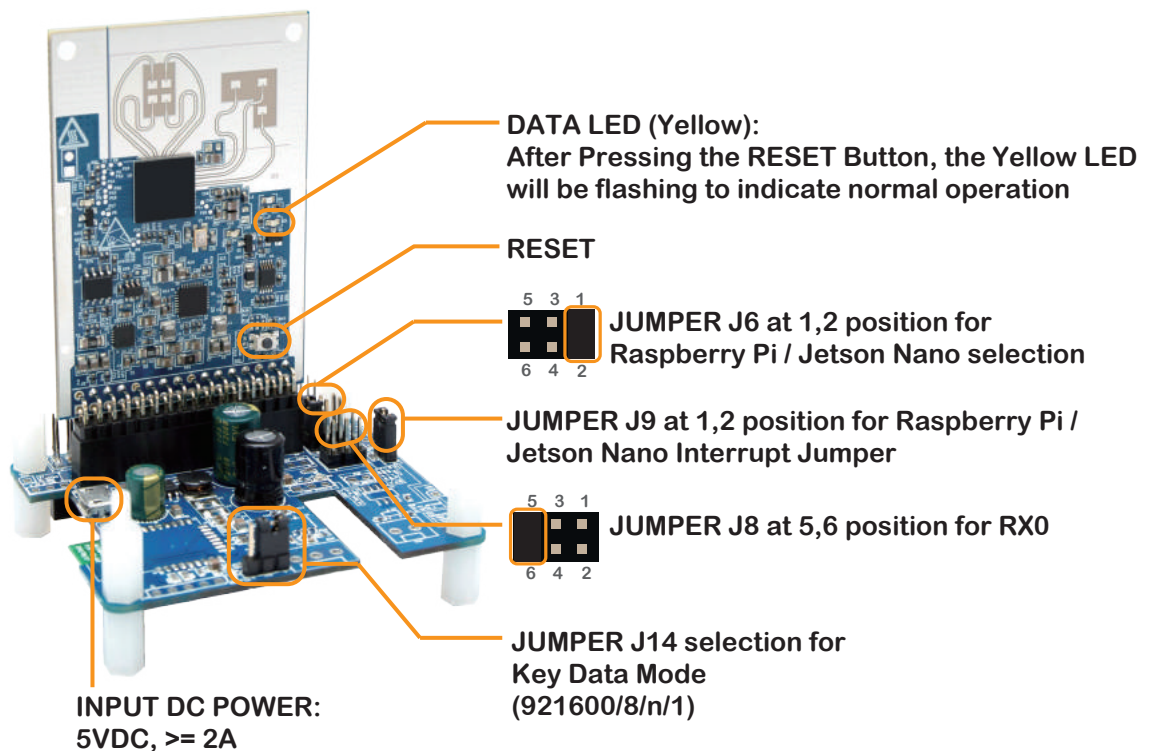 DATA LED (Yellow):
After Pressing the RESET Button, the Yellow LED
will be flashing to indicate normal operation
RESET
5 3 1
6 4 2
JUMPER J6 at 1,2 position for
Raspberry Pi / Jetson Nano selection
JUMPER J9 at 1,2 position for Raspberry Pi /
Jetson Nano Interrupt Jumper
5 3 1
6 4 2
JUMPER J8 at 5,6 position for RX0
JUMPER J14 selection for
Key Data Mode
(921600/8/n/1)
INPUT DC POWER:
5VDC, >= 2A